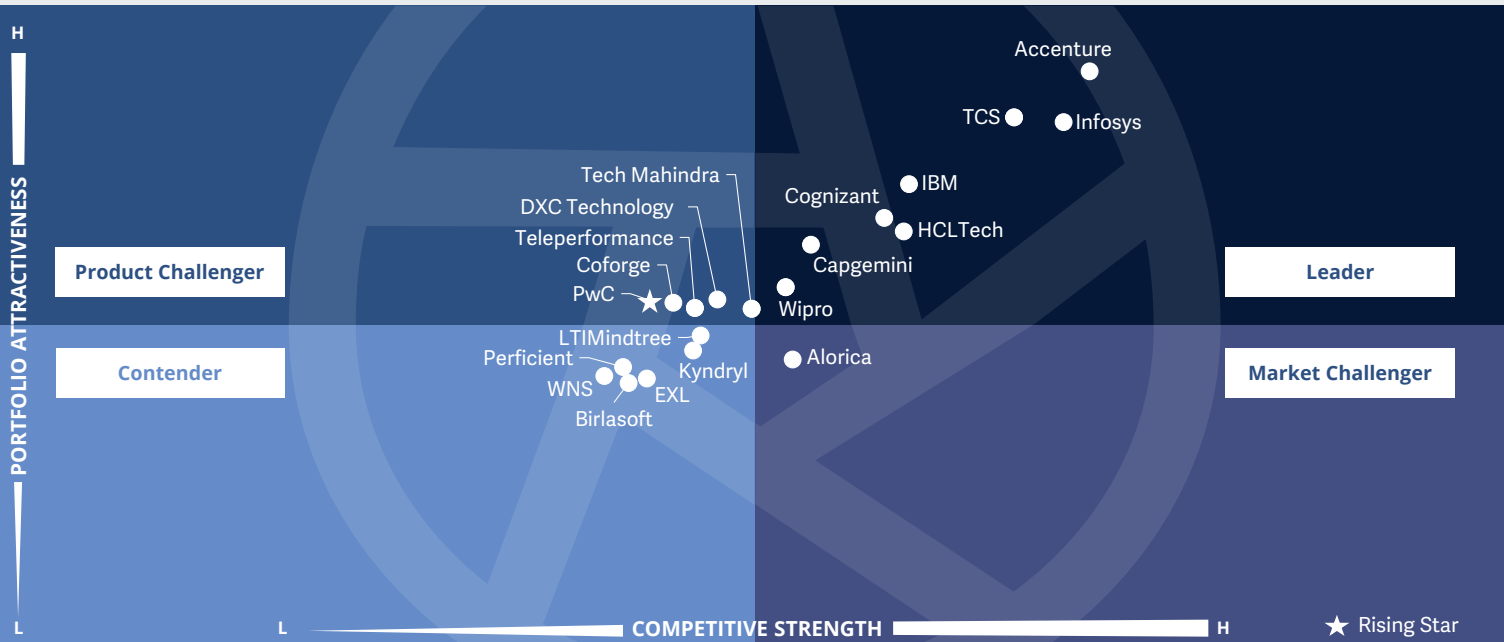 H
Accenture
TCS
Infosys
Tech Mahindra
IBM
Cognizant
DXC Technology
HCLTech
Teleperformance
Coforge
Capgemini
Product Challenger
Leader
PwC
Wipro
PORTFOLIO ATTRACTIVENESS
LTIMindtree
Perficient
Alorica
Kyndryl
Contender
Market Challenger
WNS
EXL
Birlasoft
L
L
COMPETITIVE STRENGTH
H
Rising Star